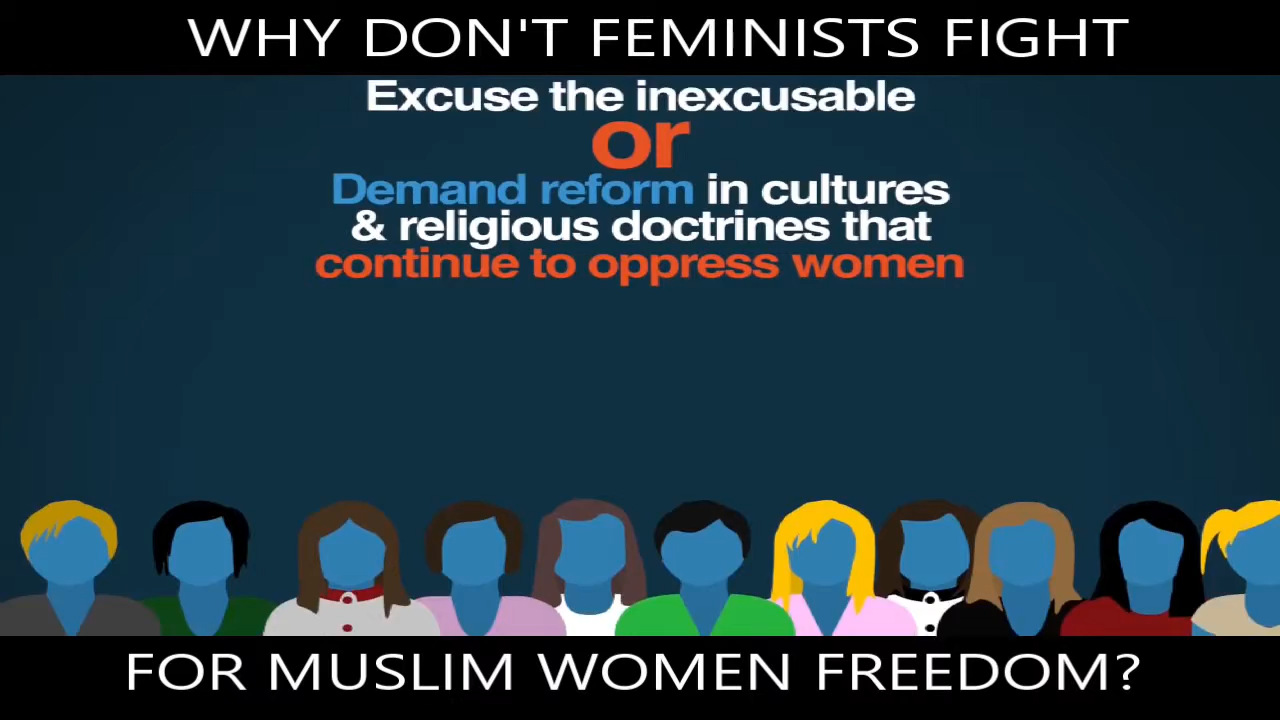 WHY DON'T FEMINISTS FIGHT
Excuse the inexcusable
or
Demand reform in cultures
& religious doctrines that
continue to oppress women
FOR MUSLIM WOMEN FREEDOM?